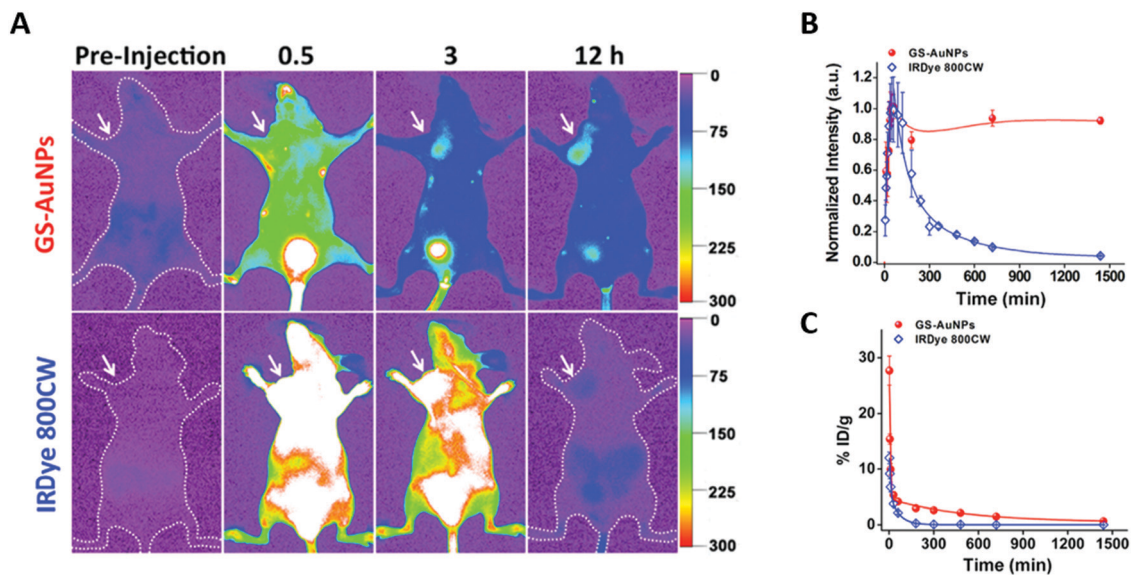 A
Pre-Injection 0.5 3 12 h
GS-AuNPs
0
75
150
225
300
IRDye 800CW
0
75
150
225
300
B
GS-AuNPs
IRDye 800CW
Normalized Intensity (a.u.)
1.2
1.0
0.8
0.6
0.4
0.2
0.0
0 300 600 900 1200 1500
Time (min)
C
GS-AuNPs
IRDye 800CW
% ID/g
30
20
10
0
0 300 600 900 1200 1500
Time (min)